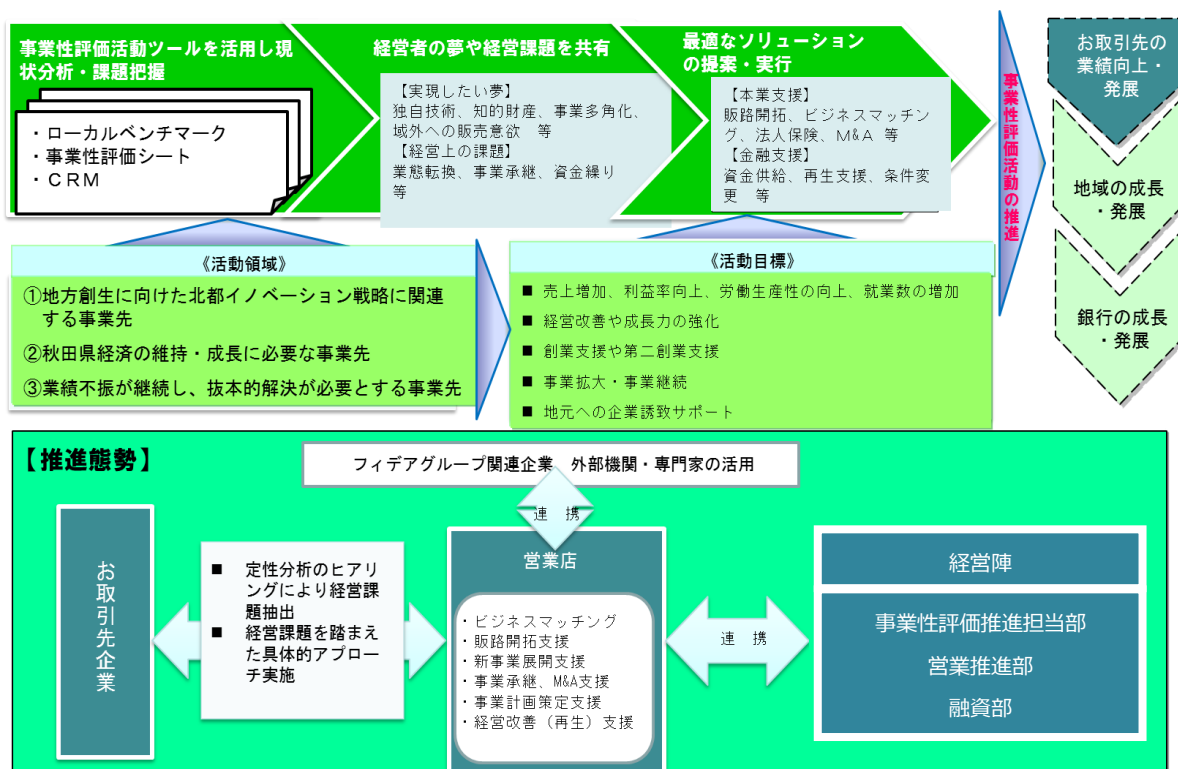 事業性評価活動ツールを活用し現
状分析・課題把握
・ローカルベンチマーク
・事業性評価シート
・ＣＲＭ
経営者の夢や経営課題を共有
【実現したい夢】
独自技術、知的財産、事業多角化、
域外への販売意欲　等
【経営上の課題】
業態転換、事業承継、資金繰り
等
最適なソリューション
の提案・実行
【本業支援】
販路開拓、ビジネスマッチン
グ、法人保険、M&A 等
【金融支援】
資金供給、再生支援、条件変
更　等
事業性評価活動の推進
お取引先の
業績向上・
発展
地域の成長
・発展
銀行の成長
・発展
《活動領域》
①地方創生に向けた北都イノベーション戦略に関連
する事業先
②秋田県経済の維持・成長に必要な事業先
③業績不振が継続し、抜本的解決が必要とする事業先
《活動目標》
■ 売上増加、利益率向上、労働生産性の向上、就業数の増加
■ 経営改善や成長力の強化
■ 創業支援や第二創業支援
■ 事業拡大・事業継続
■ 地元への企業誘致サポート
【推進態勢】
フィデアグループ関連企業　外部機関・専門家の活用
連　携
お取引先企業
■ 定性分析のヒアリ
ングにより経営課
題抽出
■ 経営課題を踏まえ
た具体的アプロー
チ実施
営業店
・ビジネスマッチング
・販路開拓支援
・新事業展開支援
・事業承継、M&A支援
・事業計画策定支援
・経営改善（再生）支援
連　携
経営陣
事業性評価推進担当部
営業推進部
融資部